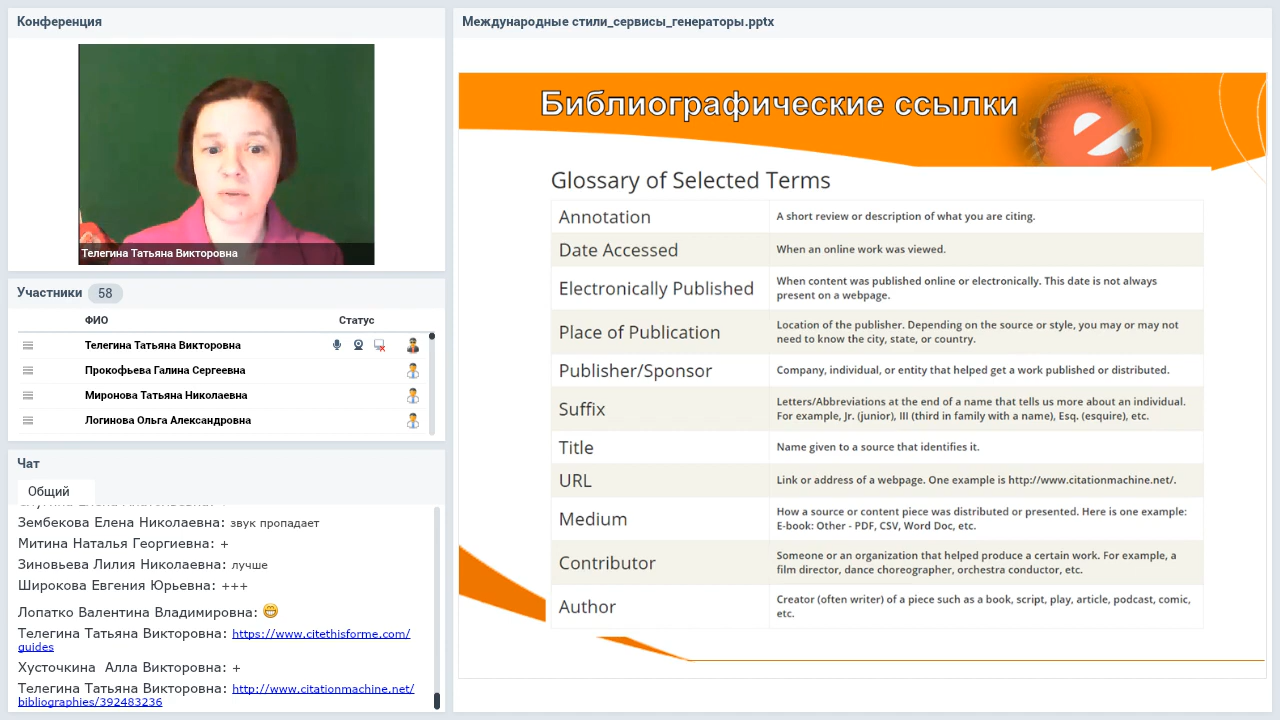 Конференция
Телегина Татьяна Викторовна
Участники 58
ФИО Статус
Телегина Татьяна Викторовна
Прокофьева Галина Сергеевна
Миронова Татьяна Николаевна
Логинова Ольга Александровна
Чат
Общий
Зембекова Елена Николаевна: звук пропадает
Митина Наталья Георгиевна: +
Зиновьева Лилия Николаевна: лучше
Широкова Евгения Юрьевна: +++
Лопатко Валентина Владимировна:
Телегина Татьяна Викторовна: https://www.citethisforme.com/
guides
Хусточкина Алла Викторовна: +
Телегина Татьяна Викторовна: http://www.citationmachine.net/
bibliographies/392483236
Международные стили_сервисы_генераторы.pptx
Библиографические ссылки
Glossary of Selected Terms
Annotation A short review or description of what you are citing.
Date Accessed When an online work was viewed.
Electronically Published When content was published online or electronically. This date is not always
present on a webpage.
Place of Publication Location of the publisher. Depending on the source or style, you may or may not
need to know the city, state, or country.
Publisher/Sponsor Company, individual, or entity that helped get a work published or distributed.
Suffix Letters/Abbreviations at the end of a name that tells us more about an individual.
For example, Jr. (junior), III (third in family with a name), Esq. (esquire), etc.
Title Name given to a source that identifies it.
URL Link or address of a webpage. One example is http://www.citationmachine.net/.
Medium How a source or content piece was distributed or presented. Here is one example:
E-book: Other - PDF, CSV, Word Doc, etc.
Contributor Someone or an organization that helped produce a certain work. For example, a
film director, dance choreographer, orchestra conductor, etc.
Author Creator (often writer) of a piece such as a book, script, play, article, podcast, comic,
etc.